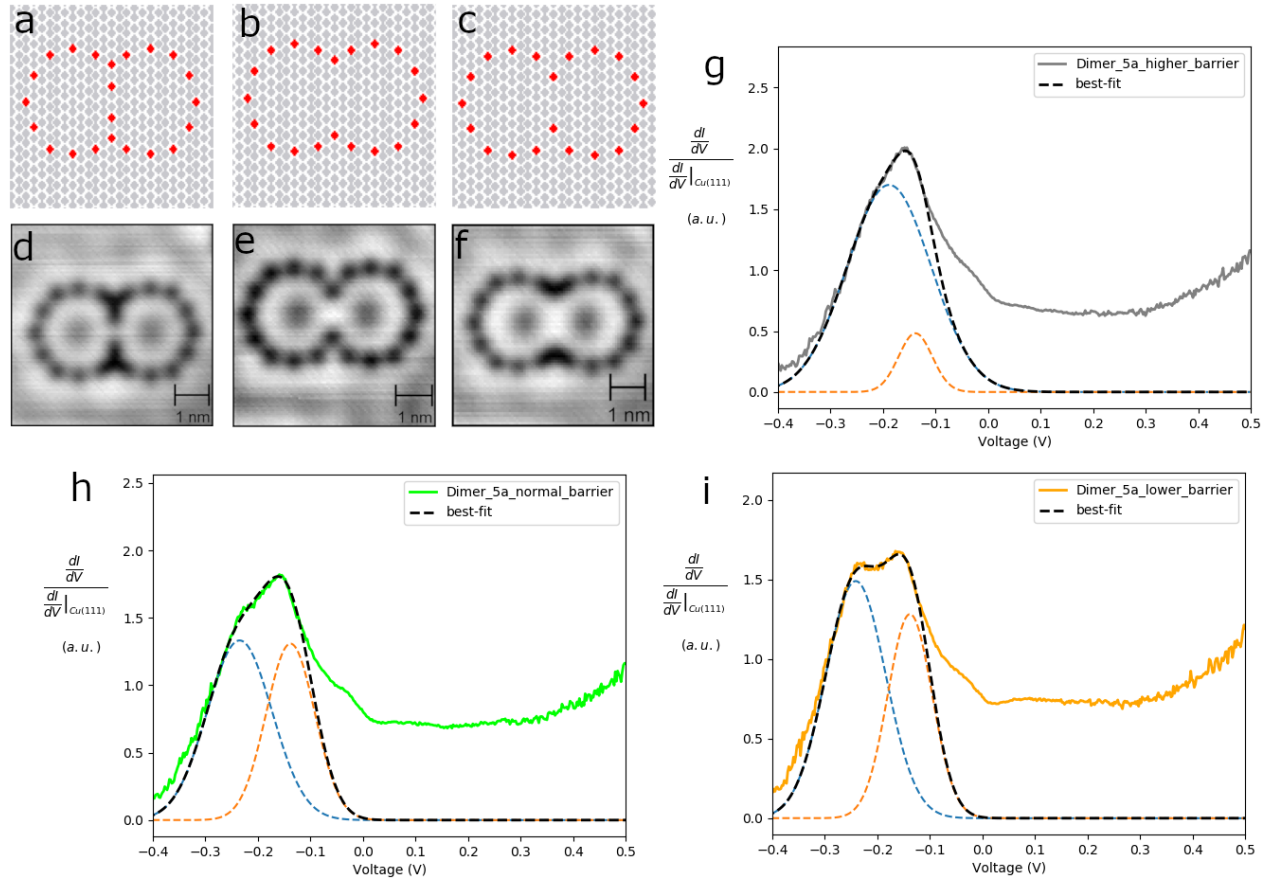 a
b
c
d
1 nm
e
1 nm
f
1 nm
g
Dimer_5a_higher_barrier
best-fit
dI
dV
dI
dV|Cu(111)
(a.u.)
2.5
2.0
1.5
1.0
0.5
0.0
−0.4 −0.3 −0.2 −0.1 0.0 0.1 0.2 0.3 0.4 0.5
Voltage (V)
h
Dimer_5a_normal_barrier
best-fit
dI
dV
dI
dV|Cu(111)
(a.u.)
2.5
2.0
1.5
1.0
0.5
0.0
−0.4 −0.3 −0.2 −0.1 0.0 0.1 0.2 0.3 0.4 0.5
Voltage (V)
i
Dimer_5a_lower_barrier
best-fit
dI
dV
dI
dV|Cu(111)
(a.u.)
2.0
1.5
1.0
0.5
0.0
−0.4 −0.3 −0.2 −0.1 0.0 0.1 0.2 0.3 0.4 0.5
Voltage (V)